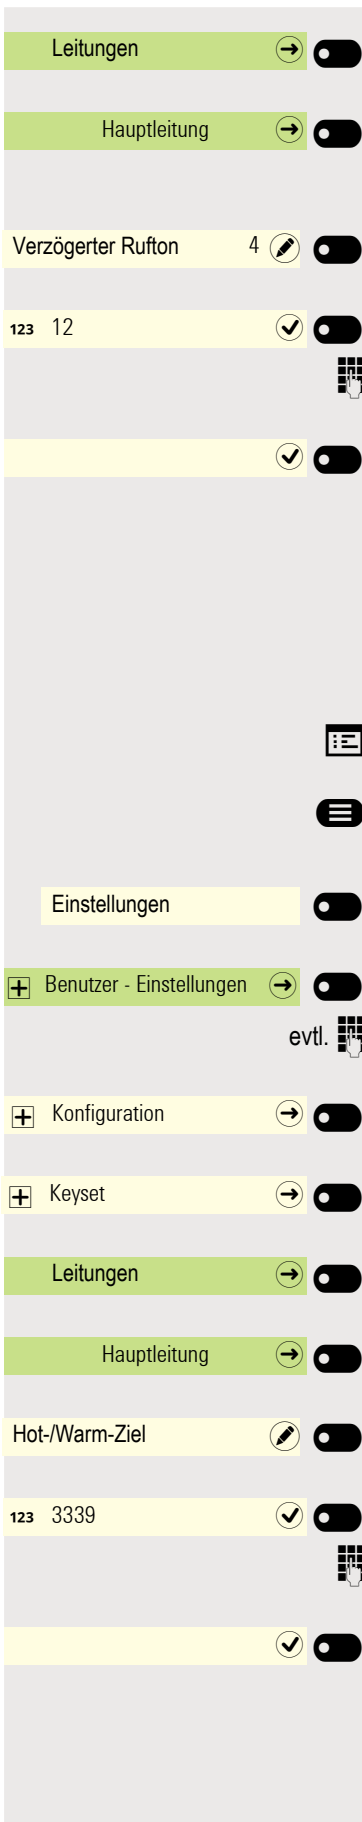 Leitungen
Hauptleitung
Verzögerter Rufton 4
123 12
Einstellungen
Benutzer - Einstellungen
evtl.
Konfiguration
Keyset
Leitungen
Hauptleitung
Hot-/Warm-Ziel
123 3339